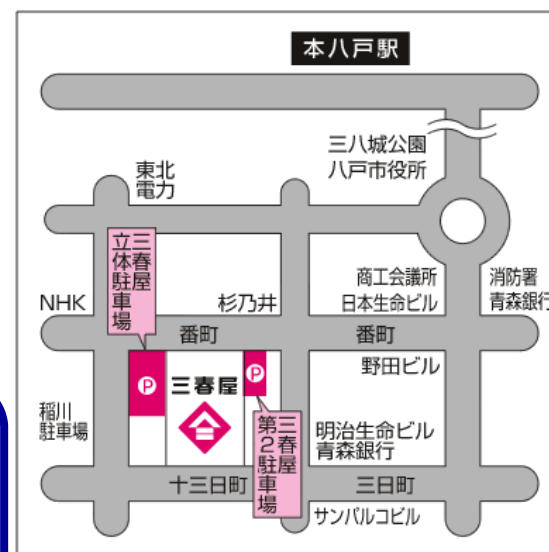 本八戸駅
三八城公園
八戸市役所
東北
電力
三春屋
立体駐車場
商工会議所
日本生命ビル
消防署
青森銀行
NHK
杉乃井
番町
番町
P
三春屋
P
野田ビル
稲川
駐車場
三春屋
第2駐車場
明治生命ビル
青森銀行
十三日町
三日町
サンパルコビル